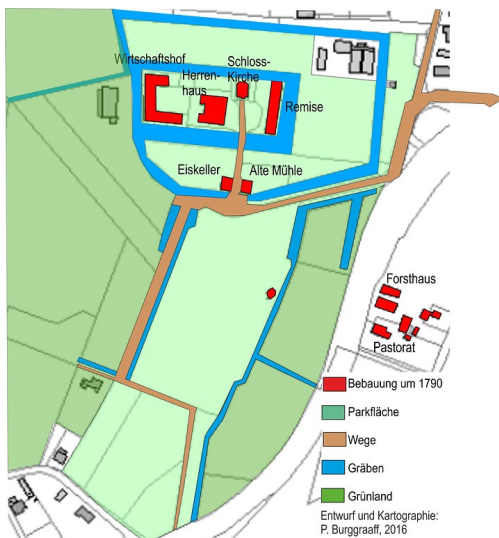 Wirtschaftshof
Schloss-
Kirche
Herren-
haus
Remise
Eiskeller
Alte Mühle
Forsthaus
Pastorat
Bebauung um 1790
Parkfläche
Wege
Gräben
Grünland
Entwurf und Kartographie:
P. Burggraaff, 2016